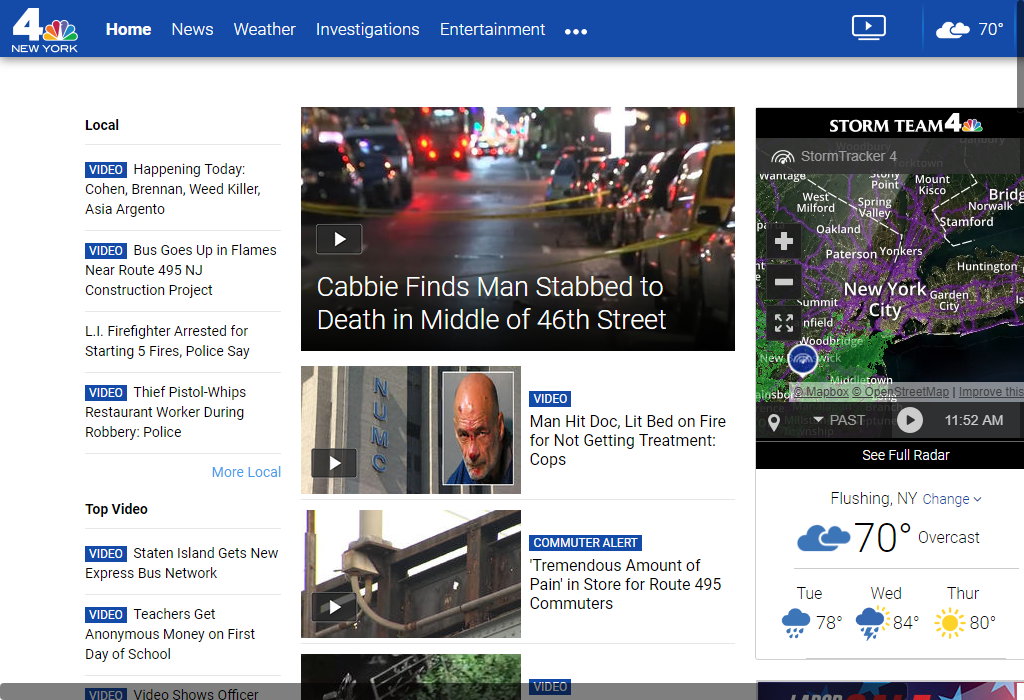 4
NEW YORK
Home
News
Weather
Investigations
Entertainment
70°
Local
VIDEO Happening Today:
Cohen, Brennan, Weed Killer,
Asia Argento
VIDEO Bus Goes Up in Flames
Near Route 495 NJ
Construction Project
L.I. Firefighter Arrested for
Starting 5 Fires, Police Say
VIDEO Thief Pistol-Whips
Restaurant Worker During
Robbery: Police
More Local
Top Video
VIDEO Staten Island Gets New
Express Bus Network
VIDEO Teachers Get
Anonymous Money on First
Day of School
VIDEO Video Shows Officer
Cabbie Finds Man Stabbed to
Death in Middle of 46th Street
NUMC
VIDEO
Man Hit Doc, Lit Bed on Fire
for Not Getting Treatment:
Cops
COMMUTER ALERT
'Tremendous Amount of
Pain' in Store for Route 495
Commuters
VIDEO
STORM TEAM 4
StormTracker 4
Wantage
Stony
Point
Mount
Kisco
West
Milford
Spring
Valley
Norwalk
Stamford
Oakland
Paterson
Yonkers
Huntington
New York
City
Garden
City
Woodbridge
Middletown
© Mapbox © OpenStreetMap | Improve this
PAST
11:52 AM
See Full Radar
Flushing, NY Change
70° Overcast
Tue
Wed
Thur
78°
84°
80°